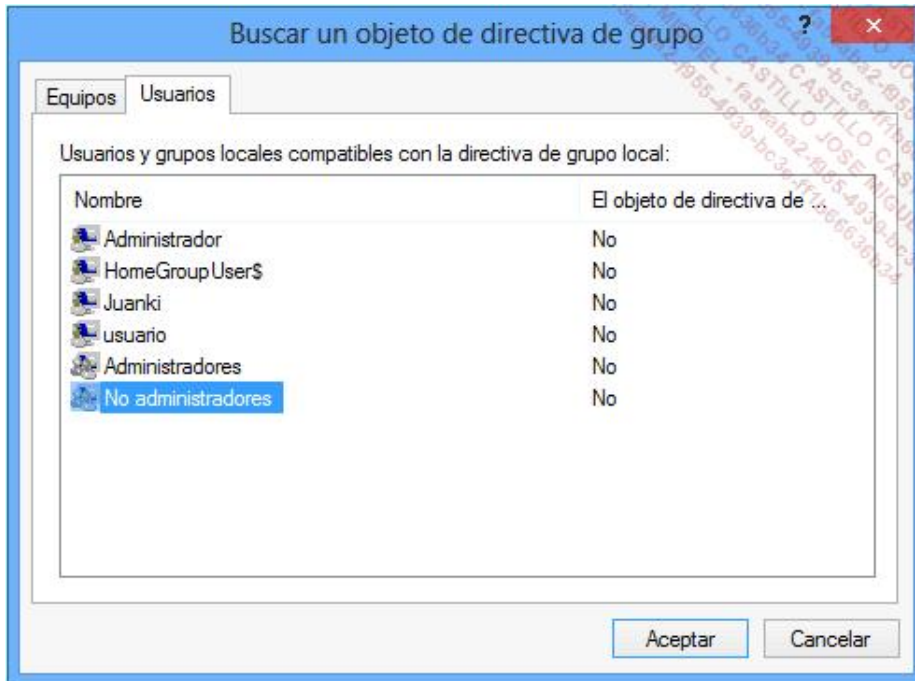 Buscar un objeto de directiva de grupo
?
Equipos
Usuarios
Usuarios y grupos locales compatibles con la directiva de grupo local:
Nombre
El objeto de directiva de ...
Administrador
No
HomeGroupUser$
No
Juanki
No
usuario
No
Administradores
No
No administradores
No
Aceptar
Cancelar